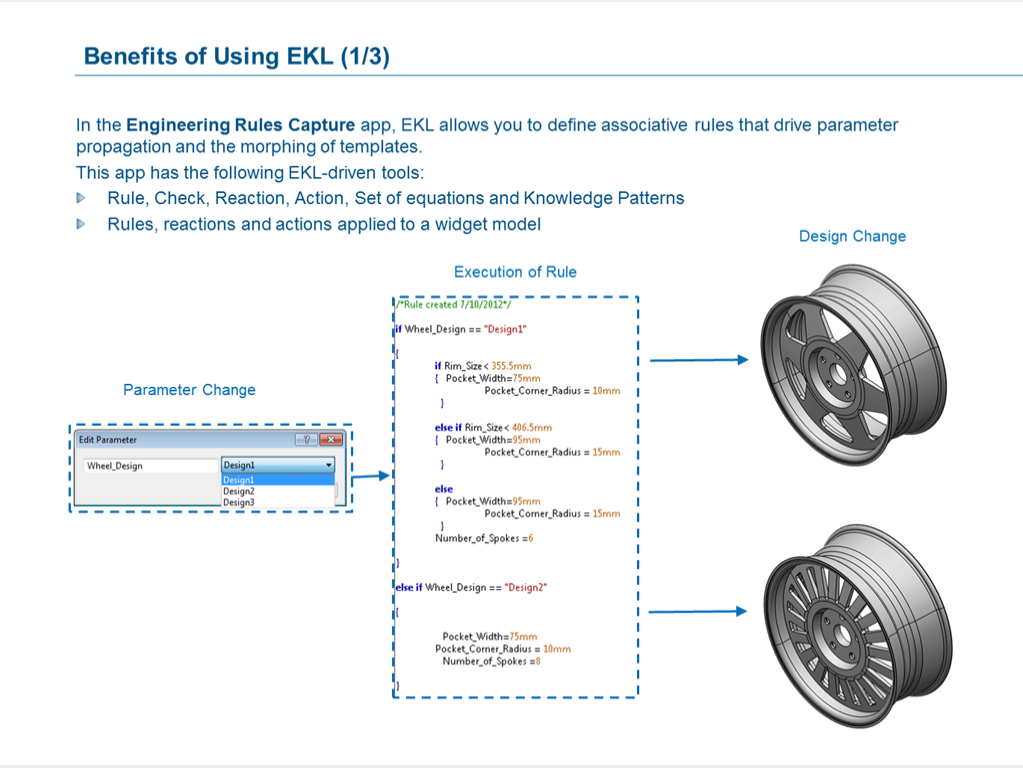 Benefits of Using EKL (1/3)
In the Engineering Rules Capture app, EKL allows you to define associative rules that drive parameter
propagation and the morphing of templates.
This app has the following EKL-driven tools:
Rule, Check, Reaction, Action, Set of equations and Knowledge Patterns
Rules, reactions and actions applied to a widget model
Design Change
Execution of Rule
Parameter Change
Edit Parameter
Wheel_Design
Design1
Design1
Design2
Design3
/*Rule created 7/10/2012*/
if Wheel_Design == "Design1"
{
if Rim_Size< 355.5mm
{ Pocket_Width=75mm
Pocket_Corner_Radius = 10mm
}
else if Rim_Size< 406.5mm
{ Pocket_Width=95mm
Pocket_Corner_Radius = 15mm
}
else
{ Pocket_Width=95mm
Pocket_Corner_Radius = 15mm
}
Number_of_Spokes =6
}
else if Wheel_Design == "Design2"
{
Pocket_Width=75mm
Pocket_Corner_Radius = 10mm
Number_of_Spokes =8
}